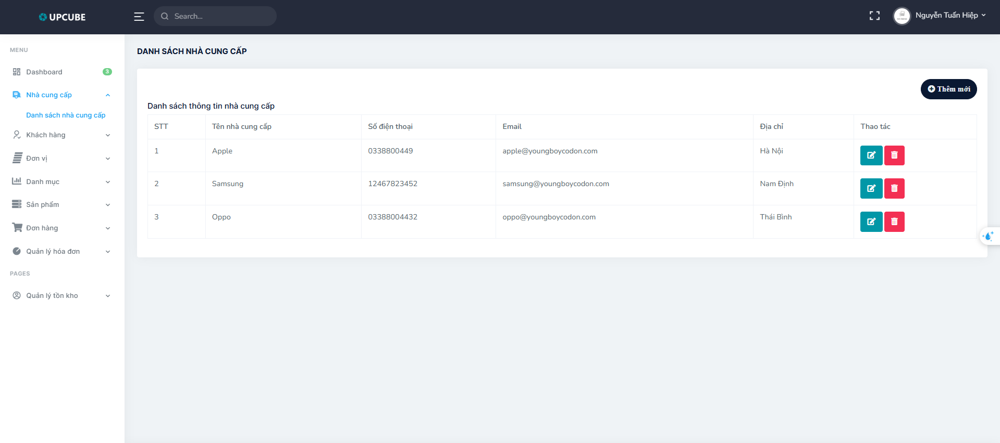 UPCUBE
Search...
Nguyễn Tuấn Hiệp
MENU
Dashboard
3
Nhà cung cấp
Danh sách nhà cung cấp
Khách hàng
Đơn vị
Danh mục
Sản phẩm
Đơn hàng
Quản lý hóa đơn
PAGES
Quản lý tồn kho
DANH SÁCH NHÀ CUNG CẤP
Thêm mới
Danh sách thông tin nhà cung cấp
STT Tên nhà cung cấp Số điện thoại Email Địa chỉ Thao tác
1 Apple 0338800449 apple@youngboycodon.com Hà Nội
2 Samsung 12467823452 samsung@youngboycodon.com Nam Định
3 Oppo 03388004432 oppo@youngboycodon.com Thái Bình